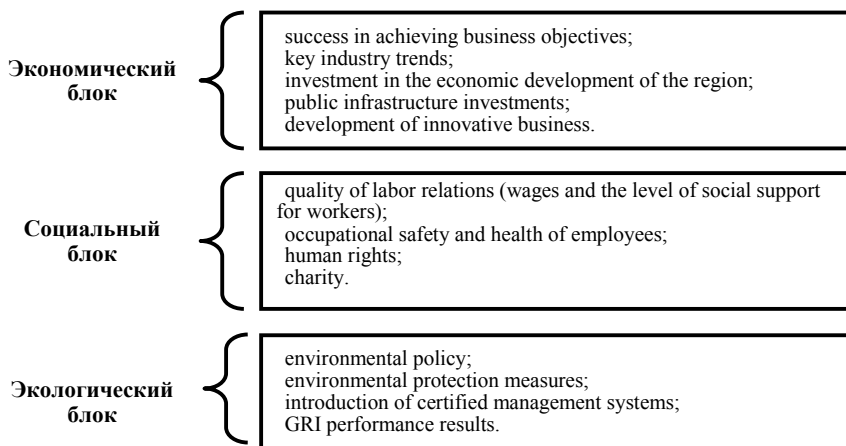 Экономический
блок
success in achieving business objectives;
key industry trends;
investment in the economic development of the region;
public infrastructure investments;
development of innovative business.
Социальный
блок
quality of labor relations (wages and the level of social support
for workers);
occupational safety and health of employees;
human rights;
charity.
Экологический
блок
environmental policy;
environmental protection measures;
introduction of certified management systems;
GRI performance results.